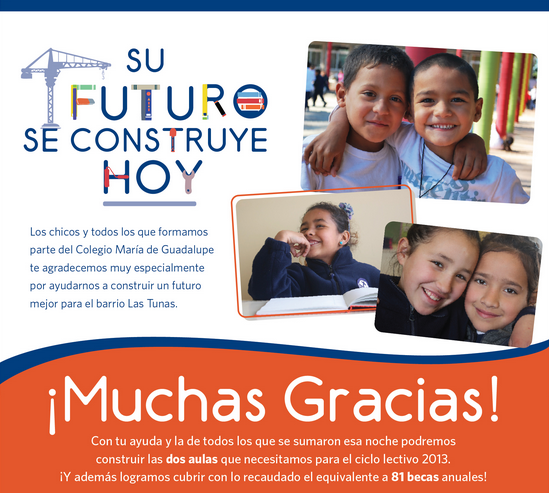 SU
FUTURO
SE CONSTRUYE
HOY
Los chicos y todos los que formamos
parte del Colegio María de Guadalupe
te agradecemos muy especialmente
por ayudarnos a construir un futuro
mejor para el barrio Las Tunas.
¡Muchas Gracias!
Con tu ayuda y la de todos los que se sumaron esa noche podremos
construir las dos aulas que necesitamos para el ciclo lectivo 2013.
¡Y además logramos cubrir con lo recaudado el equivalente a 81 becas anuales!